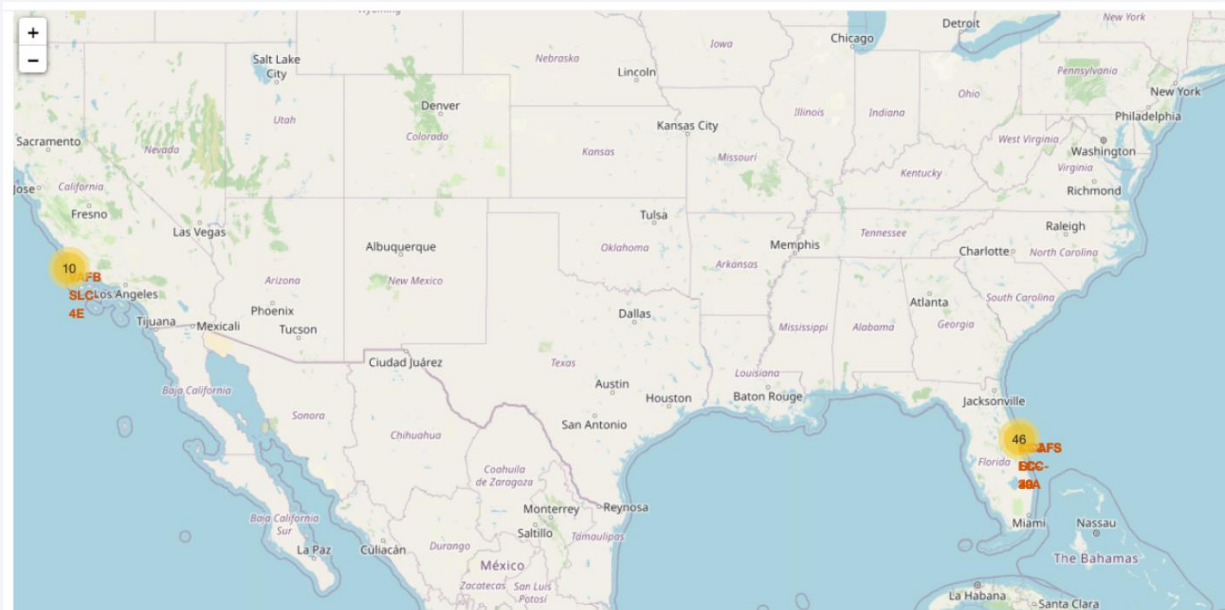 +
−
Wyoming
Salt Lake
City
Nebraska
Iowa
Chicago
Detroit
New York
Lincoln
Pennsylvania
New York
Denver
Utah
Colorado
Illinois
Indiana
Ohio
Philadelphia
Sacramento
Nevada
Kansas City
Kansas
Missouri
West Virginia
Washington
Kentucky
Virginia
Jose
California
Richmond
Fresno
Las Vegas
Tulsa
Raleigh
Albuquerque
Oklahoma
Memphis
Tennessee
Charlotte
North Carolina
10
AFB
Arizona
New Mexico
Arkansas
SLC-
Los Angeles
4E
Phoenix
Atlanta
South Carolina
Tijuana
Mexicali
Tucson
Dallas
Mississippi
Alabama
Georgia
Ciudad Juárez
Texas
Louisiana
Baja California
Austin
Houston
Baton Rouge
Jacksonville
Sonora
San Antonio
Chihuahua
46
AFS
Florida
Coahuila
de Zaragoza
Monterrey
Reynosa
Miami
Nassau
Baja California
Sur
Saltillo
Tamaulipas
La Paz
Culiacán
Durango
The Bahamas
México
Zacatecas
San Luis
Potosí
La Habana
Santa Clara